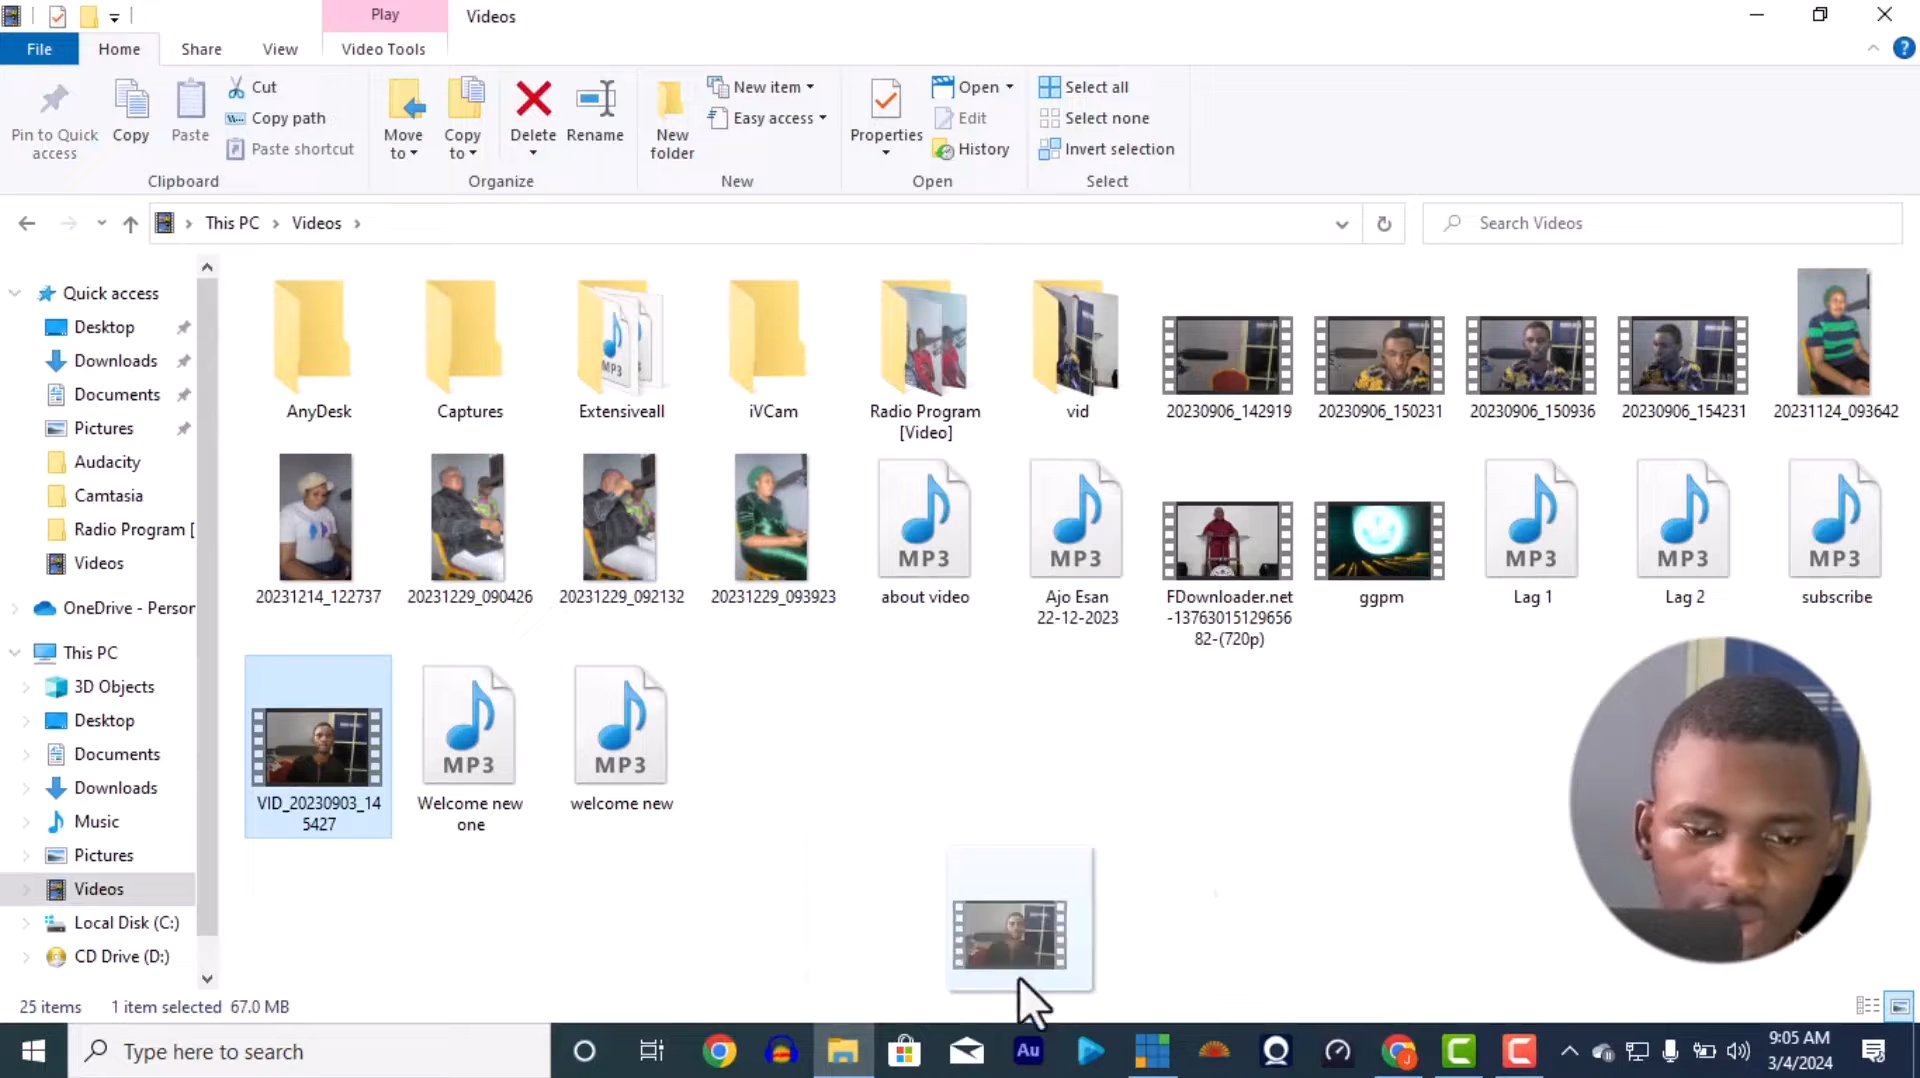 Play
Videos
File
Home
Share
View
Video Tools
Pin to Quick
access
Copy
Paste
Cut
Copy path
Paste shortcut
Clipboard
Move
to
Copy
to
Delete
Rename
Organize
New
folder
New item
Easy access
New
Properties
Open
Edit
History
Open
Select all
Select none
Invert selection
Select
This PC
Videos
Search Videos
Quick access
Desktop
Downloads
Documents
Pictures
Audacity
Camtasia
Radio Program [
Videos
OneDrive - Person
This PC
3D Objects
Desktop
Documents
Downloads
Music
Pictures
Videos
Local Disk (C:)
CD Drive (D:)
MP3
AnyDesk
Captures
Extensiveall
iVCam
Radio Program
[Video]
vid
20230906_142919
20230906_150231
20230906_150936
20230906_154231
20231124_093642
MP3
MP3
MP3
MP3
MP3
20231214_122737
20231229_090426
20231229_092132
20231229_093923
about video
Ajo Esan
22-12-2023
FDownloader.net
-13763015129656
82-(720p)
ggpm
Lag 1
Lag 2
subscribe
MP3
MP3
VID_20230903_14
5427
Welcome new
one
welcome new
25 items
1 item selected 67.0 MB
Type here to search
Au
9:05 AM
3/4/2024